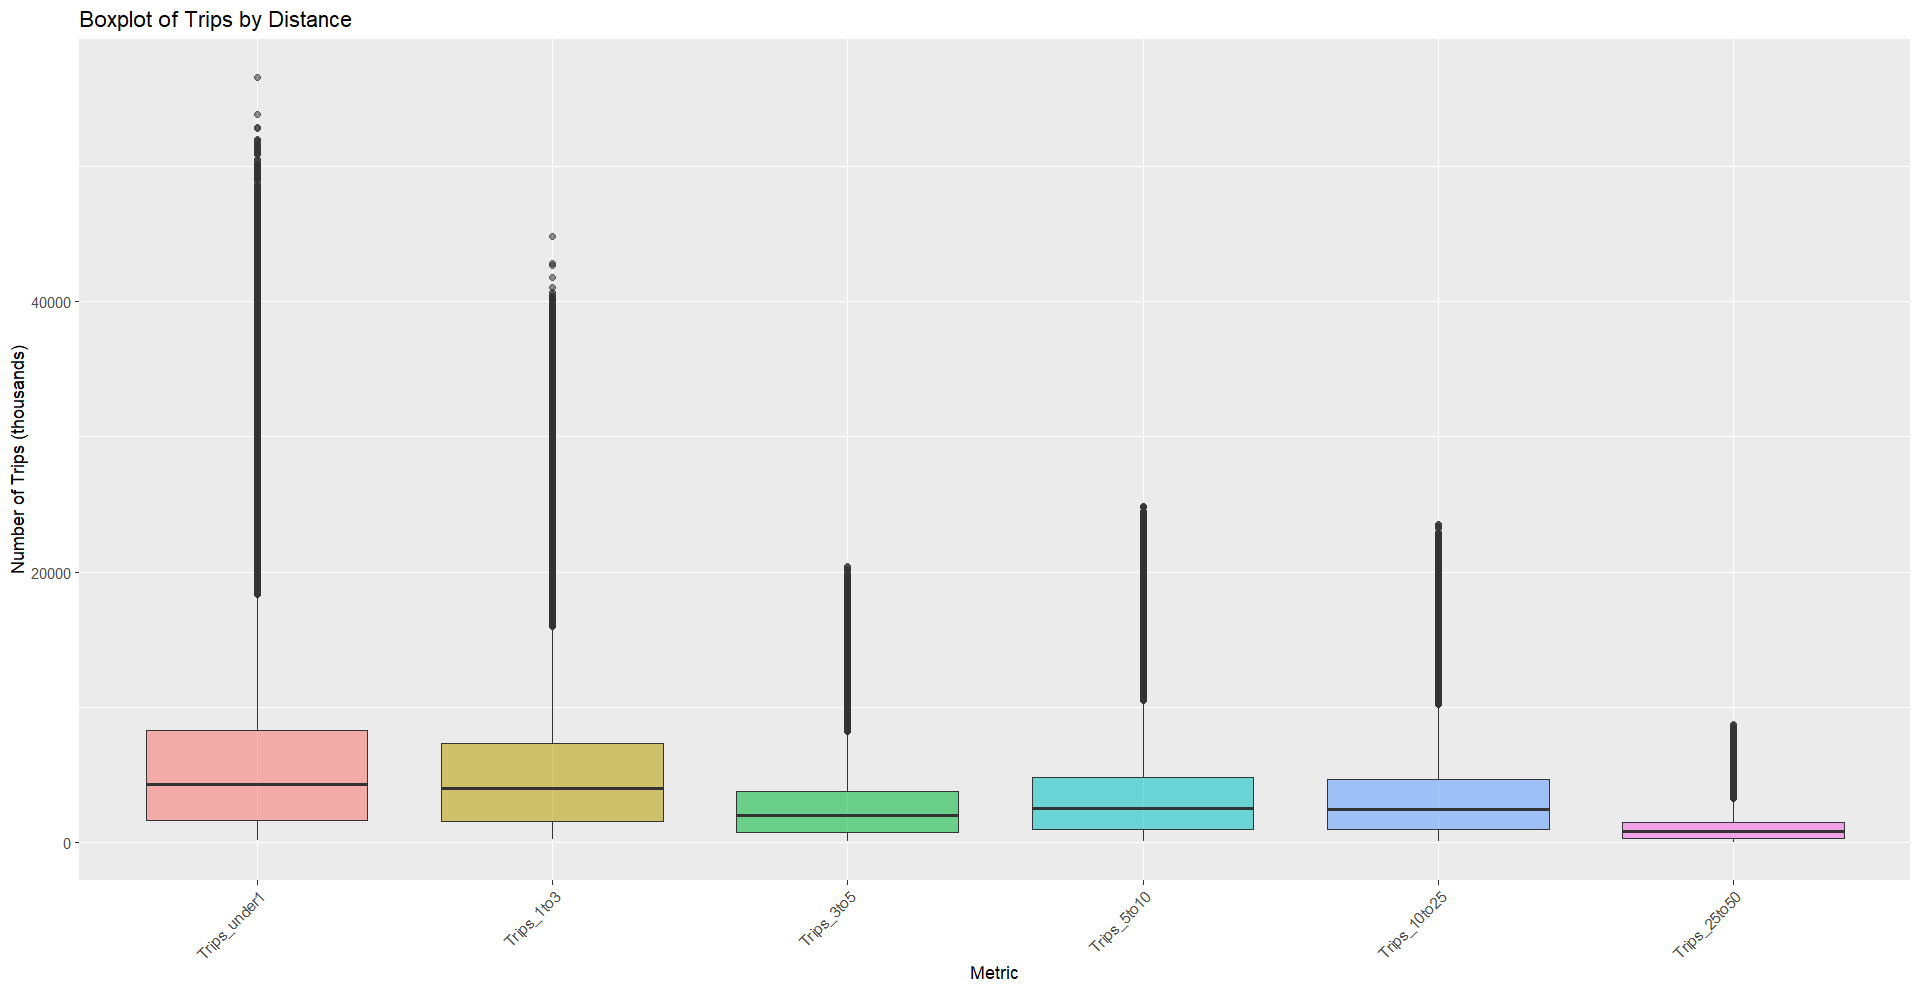 Boxplot of Trips by Distance
Number of Trips (thousands)
40000
20000
0
Trips_under1
Trips_1to3
Trips_3to5
Trips_5to10
Trips_10to25
Trips_25to50
Metric